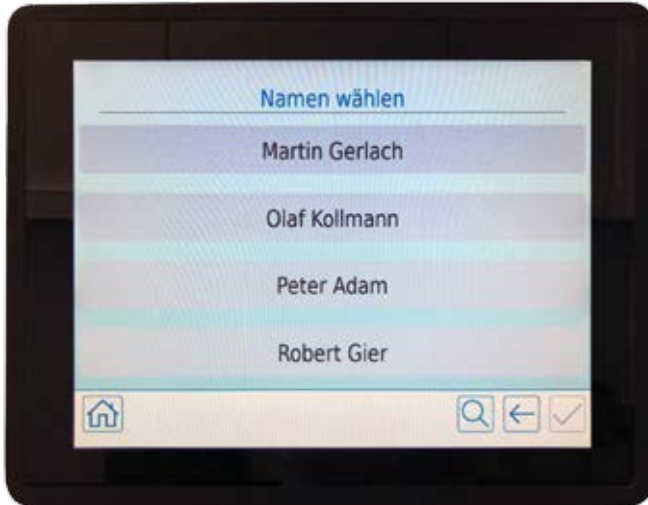 Namen wählen
Martin Gerlach
Olaf Kollmann
Peter Adam
Robert Gier